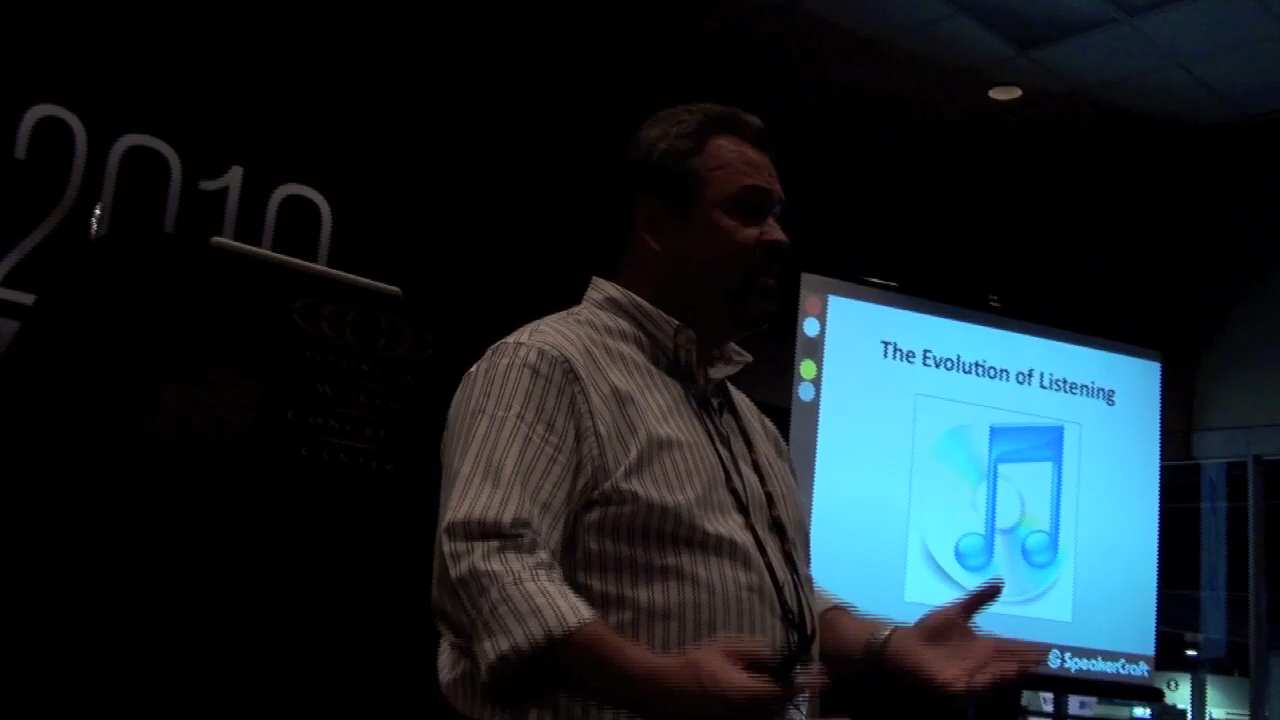 2010
The Evolution of Listening
SpeakerCraft